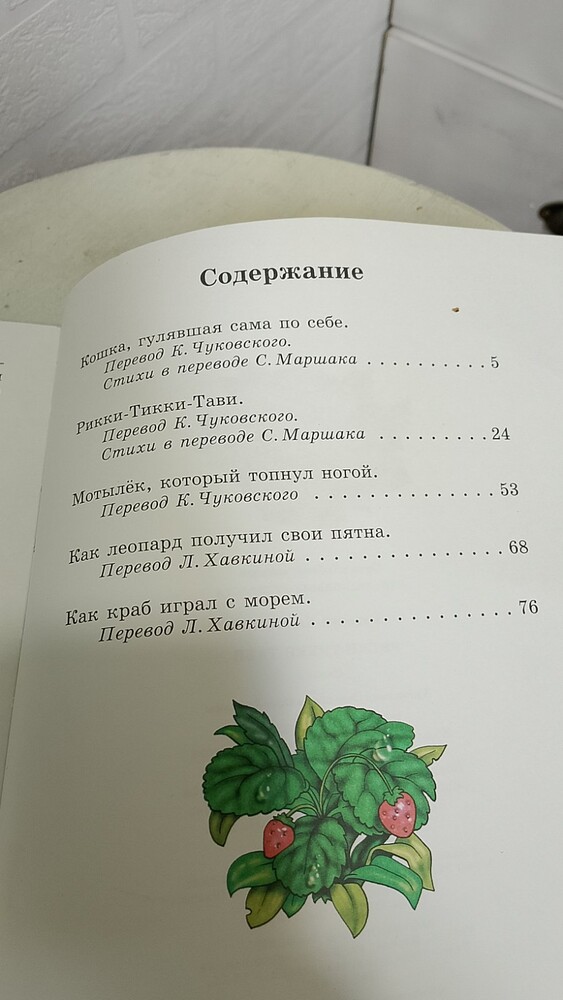 Содержание
Кошка, гулявшая сама по себе.
Перевод К. Чуковского.
Стихи в переводе С. Маршака . . . . . . . . . . 5
Рикки-Тикки-Тави.
Перевод К. Чуковского.
Стихи в переводе С. Маршака . . . . . . . . . 24
Мотылёк, который топнул ногой.
Перевод К. Чуковского . . . . . . . . . . . . . . 53
Как леопард получил свои пятна.
Перевод Л. Хавкиной . . . . . . . . . . . . . . . 68
Как краб играл с морем.
Перевод Л. Хавкиной . . . . . . . . . . . . . . . 76